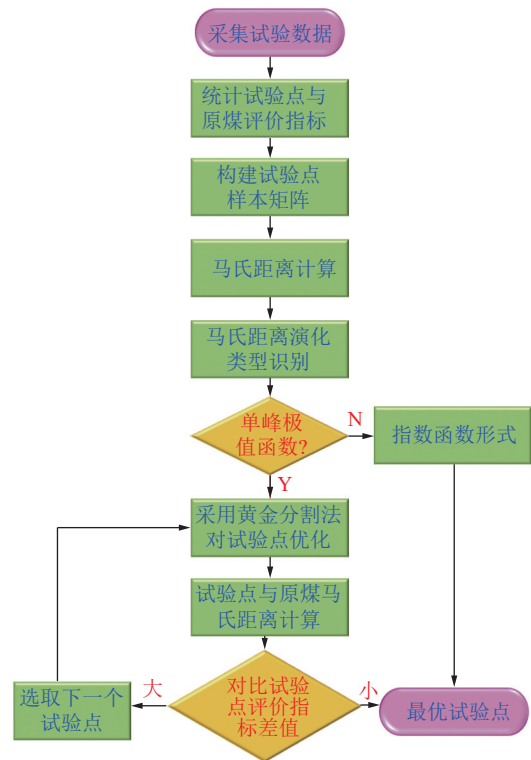 采集试验数据
统计试验点与
原煤评价指标
构建试验点
样本矩阵
马氏距离计算
马氏距离演化
类型识别
单峰极
值函数?
N
指数函数形式
Y
采用黄金分割法
对试验点优化
试验点与原煤马
氏距离计算
对比试验
点评价指
标差值
大
选取下一个
试验点
小
最优试验点